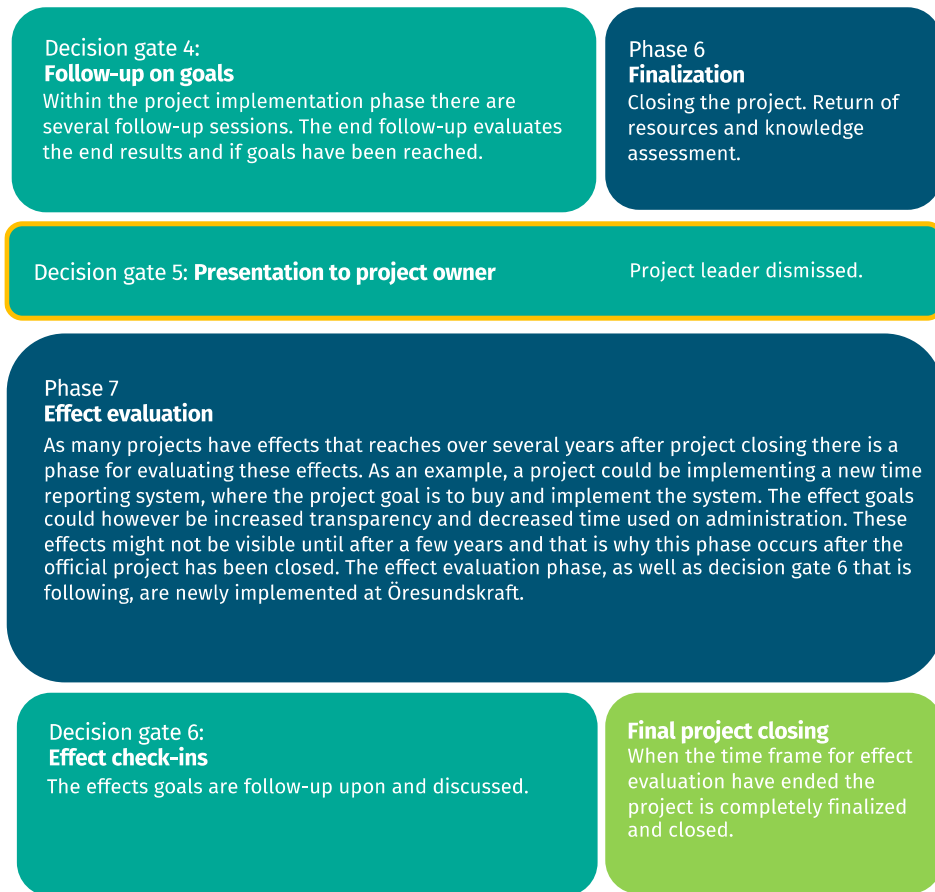 Decision gate 4:
Follow-up on goals
Within the project implementation phase there are
several follow-up sessions. The end follow-up evaluates
the end results and if goals have been reached.
Phase 6
Finalization
Closing the project. Return of
resources and knowledge
assessment.
Decision gate 5: Presentation to project owner
Project leader dismissed.
Phase 7
Effect evaluation
As many projects have effects that reaches over several years after project closing there is a
phase for evaluating these effects. As an example, a project could be implementing a new time
reporting system, where the project goal is to buy and implement the system. The effect goals
could however be increased transparency and decreased time used on administration. These
effects might not be visible until after a few years and that is why this phase occurs after the
official project has been closed. The effect evaluation phase, as well as decision gate 6 that is
following, are newly implemented at Öresundskraft.
Decision gate 6:
Effect check-ins
The effects goals are follow-up upon and discussed.
Final project closing
When the time frame for effect
evaluation have ended the
project is completely finalized
and closed.